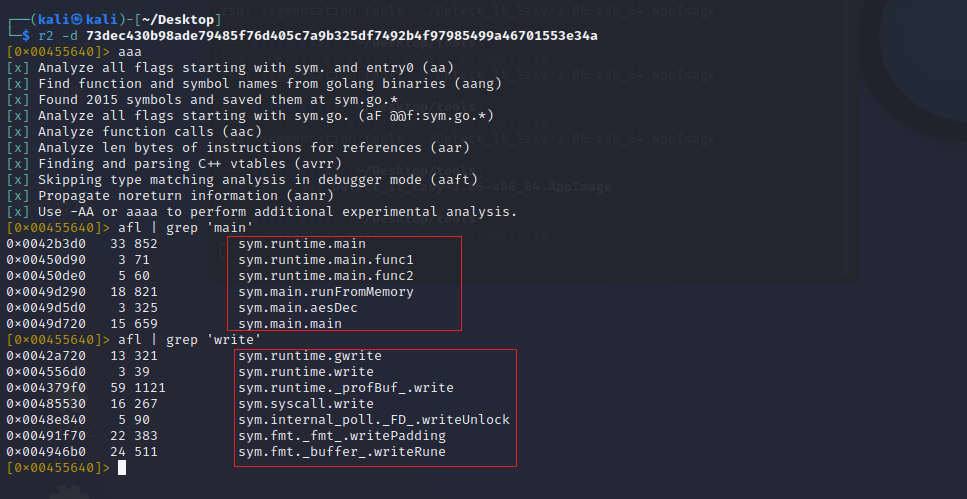 zsh: segmentation fault  ./Detect_It_Easy-3.06-x86_64.AppImage
┌──(kali㉿kali)-[~/Desktop]
└─$ r2 -d 73dec430b98ade79485f76d405c7a9b325df7492b4f97985499a46701553e34a
[0×00455640]> aaa
[x] Analyze all flags starting with sym. and entry0 (aa)
[x] Find function and symbol names from golang binaries (aang)
[x] Found 2015 symbols and saved them at sym.go.*
[x] Analyze all flags starting with sym.go. (aF @@f:sym.go.*)
[x] Analyze function calls (aac)
[x] Analyze len bytes of instructions for references (aar)
[x] Finding and parsing C++ vtables (avrr)
[x] Skipping type matching analysis in debugger mode (aaft)
[x] Propagate noreturn information (aanr)
[x] Use -AA or aaaa to perform additional experimental analysis.
[0×00455640]> afl | grep 'main'
0×0042b3d0   33 852          sym.runtime.main
0×00450d90    3 71           sym.runtime.main.func1
0×00450de0    5 60           sym.runtime.main.func2
0×0049d290   18 821          sym.main.runFromMemory
0×0049d5d0    3 325          sym.main.aesDec
0×0049d720   15 659          sym.main.main
[0×00455640]> afl | grep 'write'
0×0042a720   13 321          sym.runtime.gwrite
0×004556d0    3 39           sym.runtime.write
0×004379f0   59 1121         sym.runtime._profBuf_.write
0×00485530   16 267          sym.syscall.write
0×0048e840    5 90           sym.internal_poll._FD_.writeUnlock
0×00491f70   22 383          sym.fmt._fmt_.writePadding
0×004946b0   24 511          sym.fmt._buffer_.writeRune
[0×00455640]>